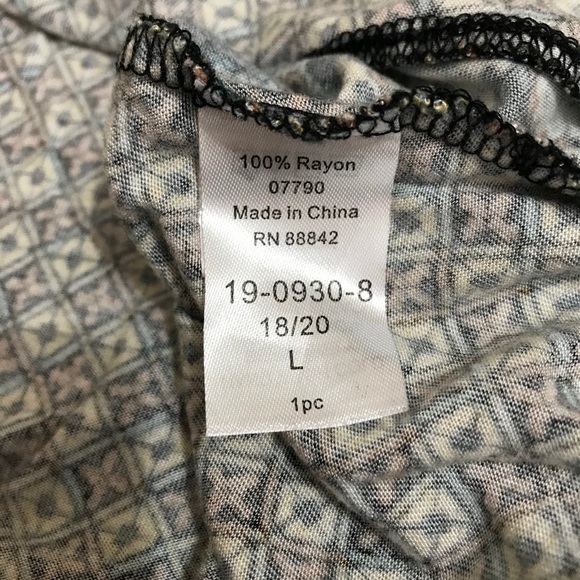 100% Rayon
07790
Made in China
RN 88842
19-0930-8
18/20
L
1pc